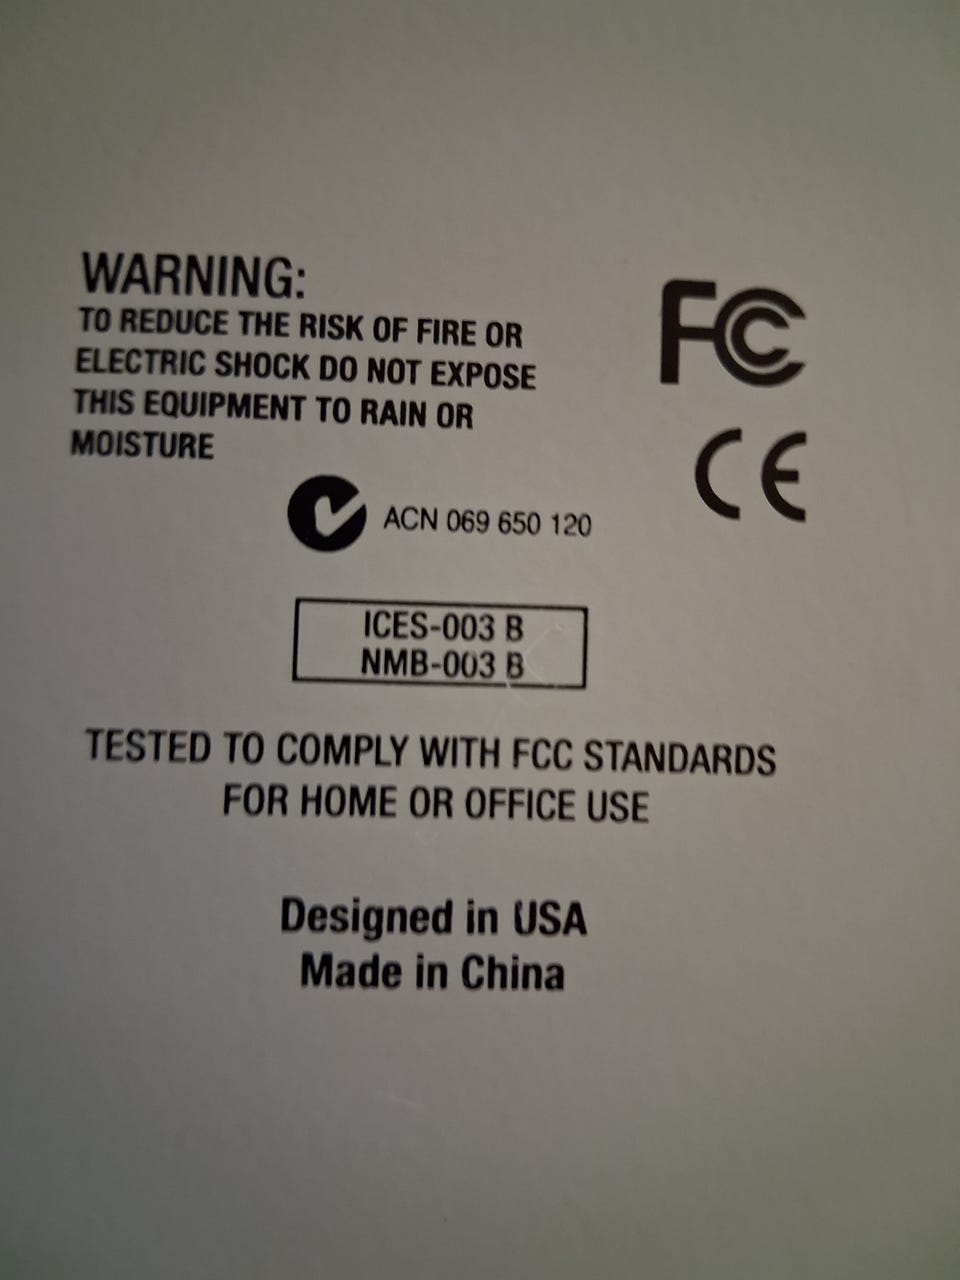 WARNING:
TO REDUCE THE RISK OF FIRE OR
ELECTRIC SHOCK DO NOT EXPOSE
THIS EQUIPMENT TO RAIN OR
MOISTURE
FC
CE
ACN 069 650 120
ICES-003 B
NMB-003 B
TESTED TO COMPLY WITH FCC STANDARDS
FOR HOME OR OFFICE USE
Designed in USA
Made in China